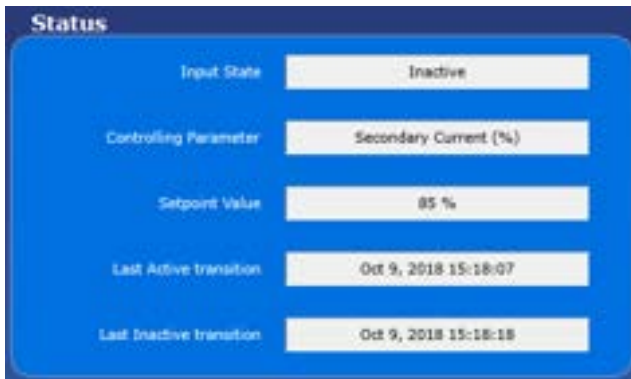 Status
Input State Inactive
Controlling Parameter Secondary Current (%)
Setpoint Value 85 %
Last Active transition Oct 9, 2018 15:18:07
Last Inactive transition Oct 9, 2018 15:18:18